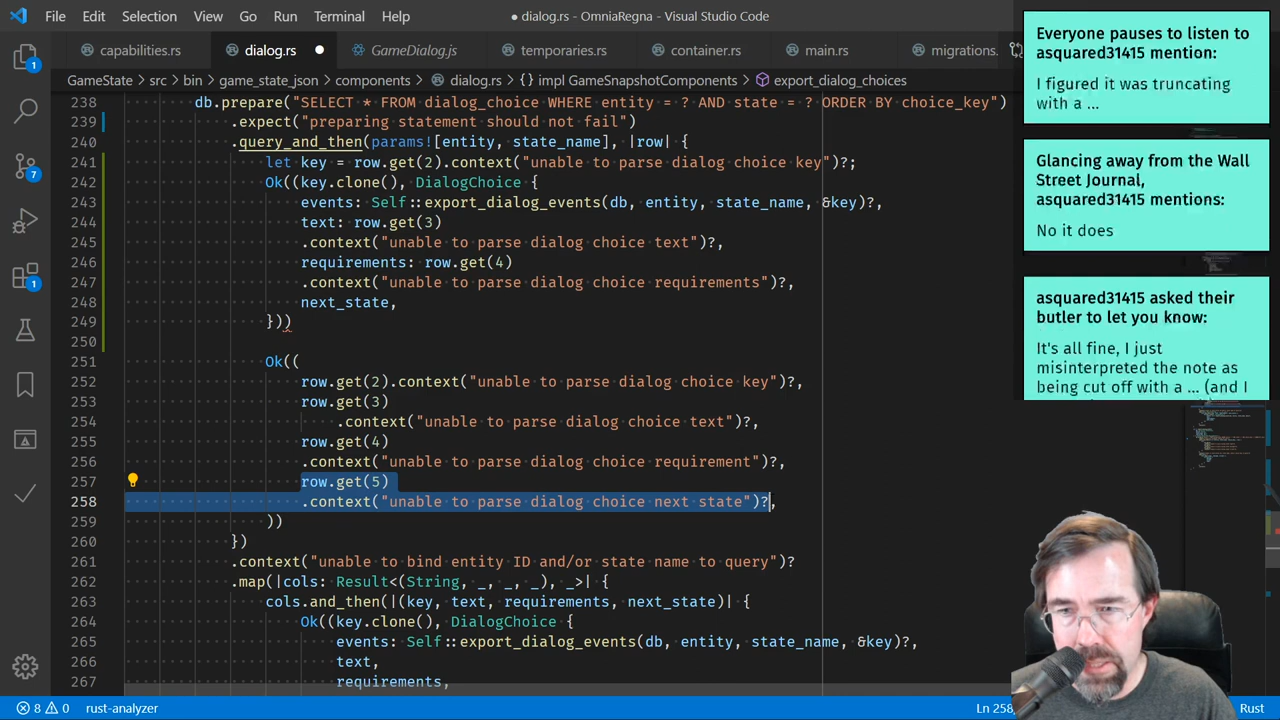 File Edit Selection View Go Run Terminal Help
● dialog.rs - OmniaRegna - Visual Studio Code
capabilities.rs dialog.rs GameDialog.js temporaries.rs container.rs main.rs migrations.
GameState > src > bin > game_state_json > components > dialog.rs > {} impl GameSnapshotComponents > export_dialog_choices
238 db.prepare("SELECT * FROM dialog_choice WHERE entity = ? AND state = ? ORDER BY choice_key")
239 .expect("preparing statement should not fail")
240 .query_and_then(params![entity, state_name], |row| {
241 let key = row.get(2).context("unable to parse dialog choice key")?;
242 Ok((key.clone(), DialogChoice {
243 events: Self::export_dialog_events(db, entity, state_name, &key)?,
244 text: row.get(3)
245 .context("unable to parse dialog choice text")?,
246 requirements: row.get(4)
247 .context("unable to parse dialog choice requirements")?,
248 next_state,
249 }))
250
251 Ok((
252 row.get(2).context("unable to parse dialog choice key")?,
253 row.get(3)
254 .context("unable to parse dialog choice text")?,
255 row.get(4)
256 .context("unable to parse dialog choice requirement")?,
257 row.get(5)
258 .context("unable to parse dialog choice next state")?,
259 ))
260 })
261 .context("unable to bind entity ID and/or state name to query")?
262 .map(|cols: Result<(String, _, _, _), _>| {
263 cols.and_then(|(key, text, requirements, next_state)| {
264 Ok((key.clone(), DialogChoice {
265 events: Self::export_dialog_events(db, entity, state_name, &key)?,
266 text,
267 requirements,
Everyone pauses to listen to
asquared31415 mention:
I figured it was truncating
with a ...
Glancing away from the Wall
Street Journal,
asquared31415 mentions:
No it does
asquared31415 asked their
butler to let you know:
It's all fine, I just
misinterpreted the note as
being cut off with a ... (and I
1
7
1
8 0 rust-analyzer
Ln 258,
Rust